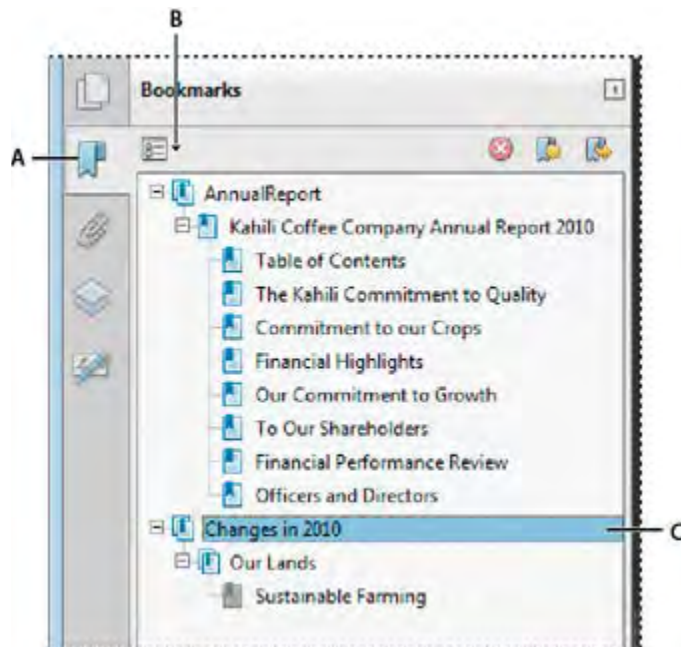 B
Bookmarks
A
AnnualReport
Kahili Coffee Company Annual Report 2010
Table of Contents
The Kahili Commitment to Quality
Commitment to our Crops
Financial Highlights
Our Commitment to Growth
To Our Shareholders
Financial Performance Review
Officers and Directors
Changes in 2010
C
Our Lands
Sustainable Farming